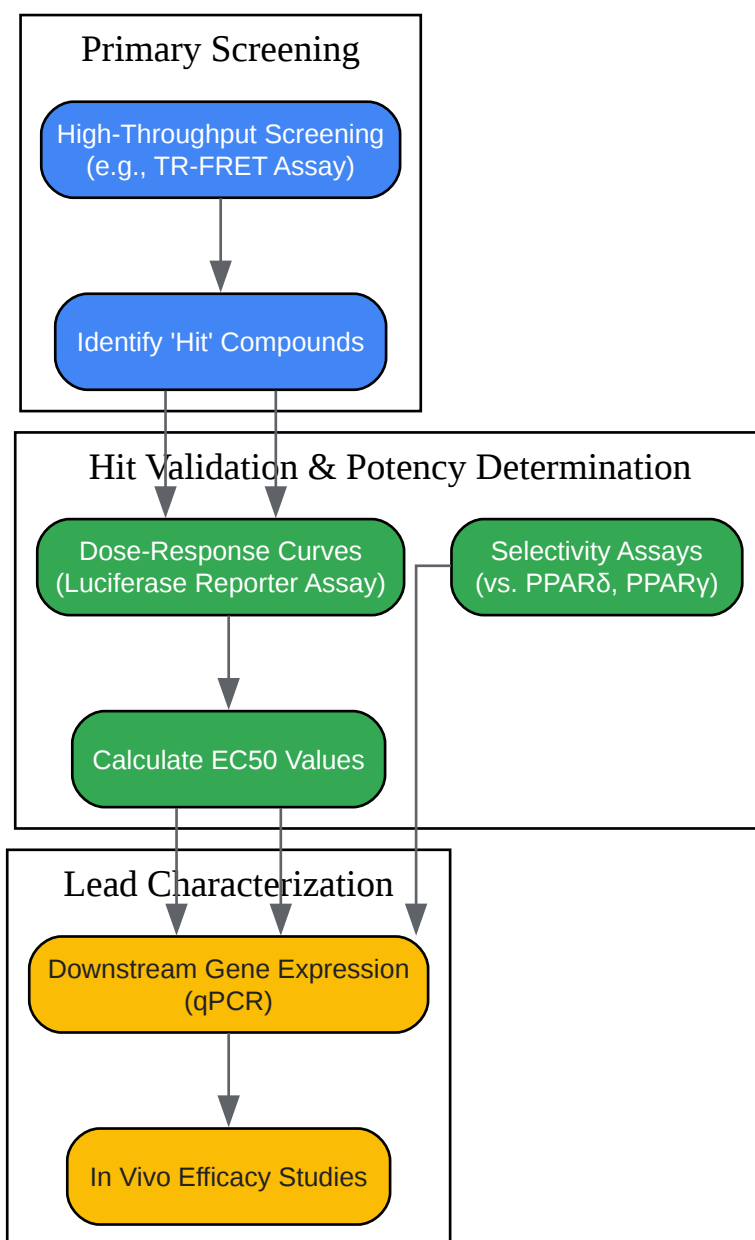 Primary Screening
High-Throughput Screening
(e.g., TR-FRET Assay)
Identify 'Hit' Compounds
Hit Validation & Potency Determination
Dose-Response Curves
(Luciferase Reporter Assay)
Selectivity Assays
(vs. PPARδ, PPARγ)
Calculate EC50 Values
Lead Characterization
Downstream Gene Expression
(qPCR)
In Vivo Efficacy Studies